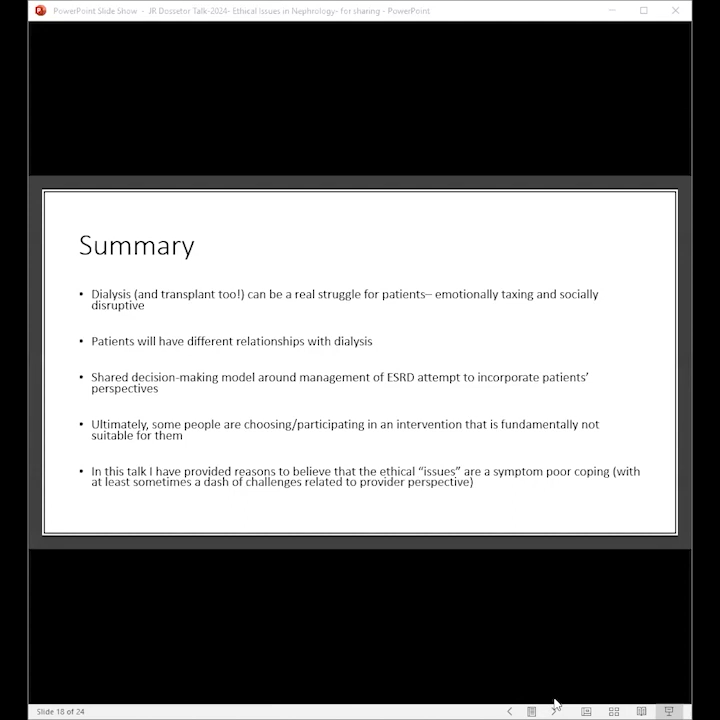 PowerPoint Slide Show - JR Dossetor Talk-2024- Ethical Issues in Nephrology- for sharing - PowerPoint
Summary
• Dialysis (and transplant too!) can be a real struggle for patients– emotionally taxing and socially
disruptive
• Patients will have different relationships with dialysis
• Shared decision-making model around management of ESRD attempt to incorporate patients’
perspectives
• Ultimately, some people are choosing/participating in an intervention that is fundamentally not
suitable for them
• In this talk I have provided reasons to believe that the ethical “issues” are a symptom poor coping (with
at least sometimes a dash of challenges related to provider perspective)
Slide 18 of 24